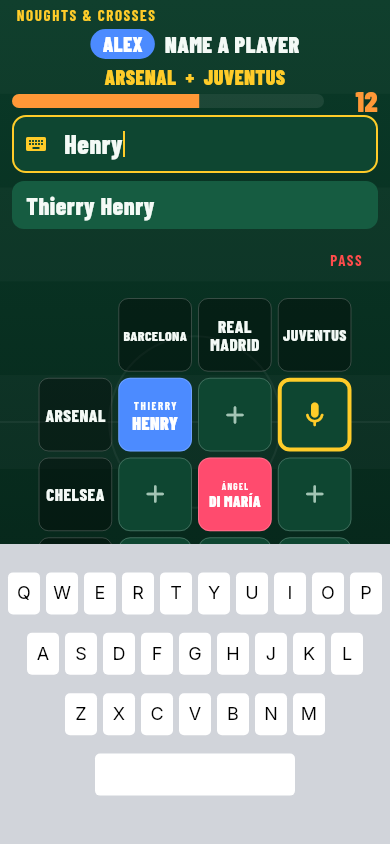 NOUGHTS & CROSSES
ALEX NAME A PLAYER
ARSENAL + JUVENTUS
12
Henry
Thierry Henry
PASS
BARCELONA
REAL MADRID
JUVENTUS
ARSENAL
THIERRY
HENRY
+
CHELSEA
+
ÁNGEL
DI MARÍA
+
Q W E R T Y U I O P
A S D F G H J K L
Z X C V B N M